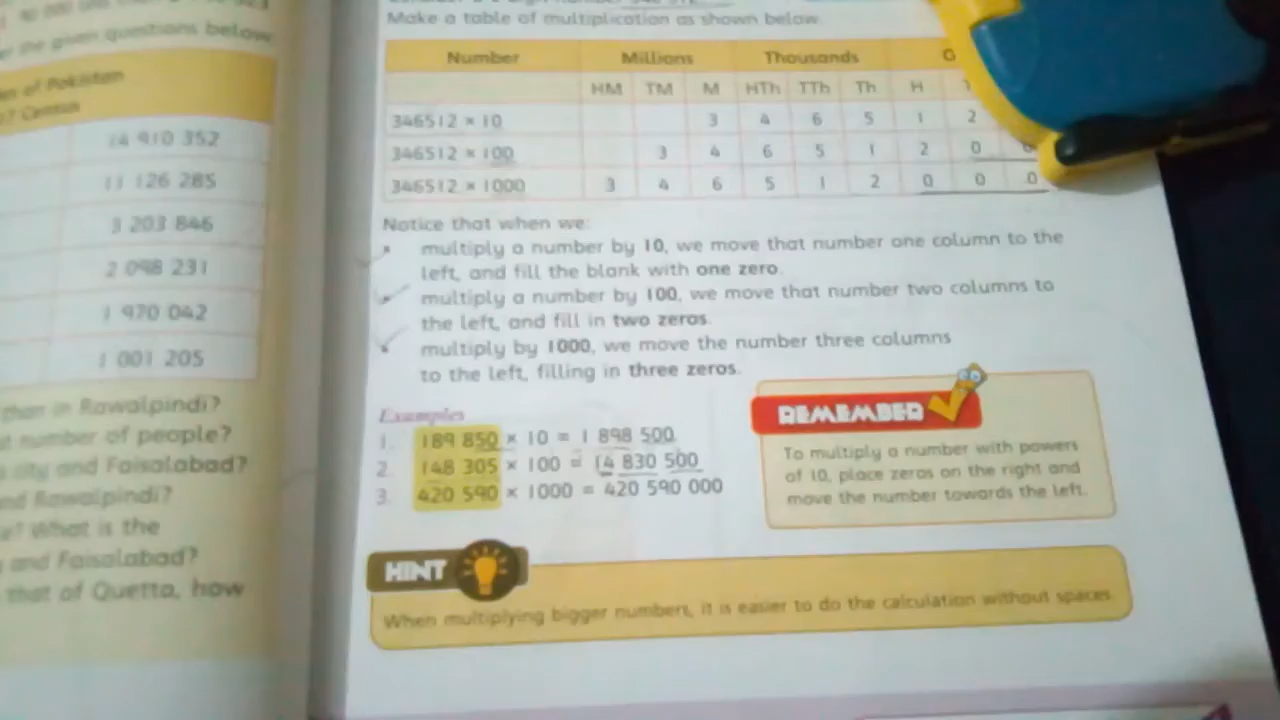 the given questions below
of Pakistan
Census
14 910 352
11 126 285
3 203 846
2 098 231
1 970 042
1 001 205
than in Rawalpindi?
number of people?
city and Faisalabad?
and Rawalpindi?
What is the
and Faisalabad?
that of Quetta, how
Make a table of multiplication as shown below.
Number Millions Thousands
HM TM M HTh TTh Th H
346512 × 10 3 4 6 5 1 2
346512 × 100 3 4 6 5 1 2 0
346512 × 1000 3 4 6 5 1 2 0 0 0
Notice that when we:
• multiply a number by 10, we move that number one column to the
left, and fill the blank with one zero.
• multiply a number by 100, we move that number two columns to
the left, and fill in two zeros.
• multiply by 1000, we move the number three columns
to the left, filling in three zeros.
Examples
1. 189 850 × 10 = 1 898 500
2. 148 305 × 100 = 14 830 500
3. 420 590 × 1000 = 420 590 000
REMEMBER
To multiply a number with powers
of 10, place zeros on the right and
move the number towards the left.
HINT
When multiplying bigger numbers, it is easier to do the calculation without spaces.